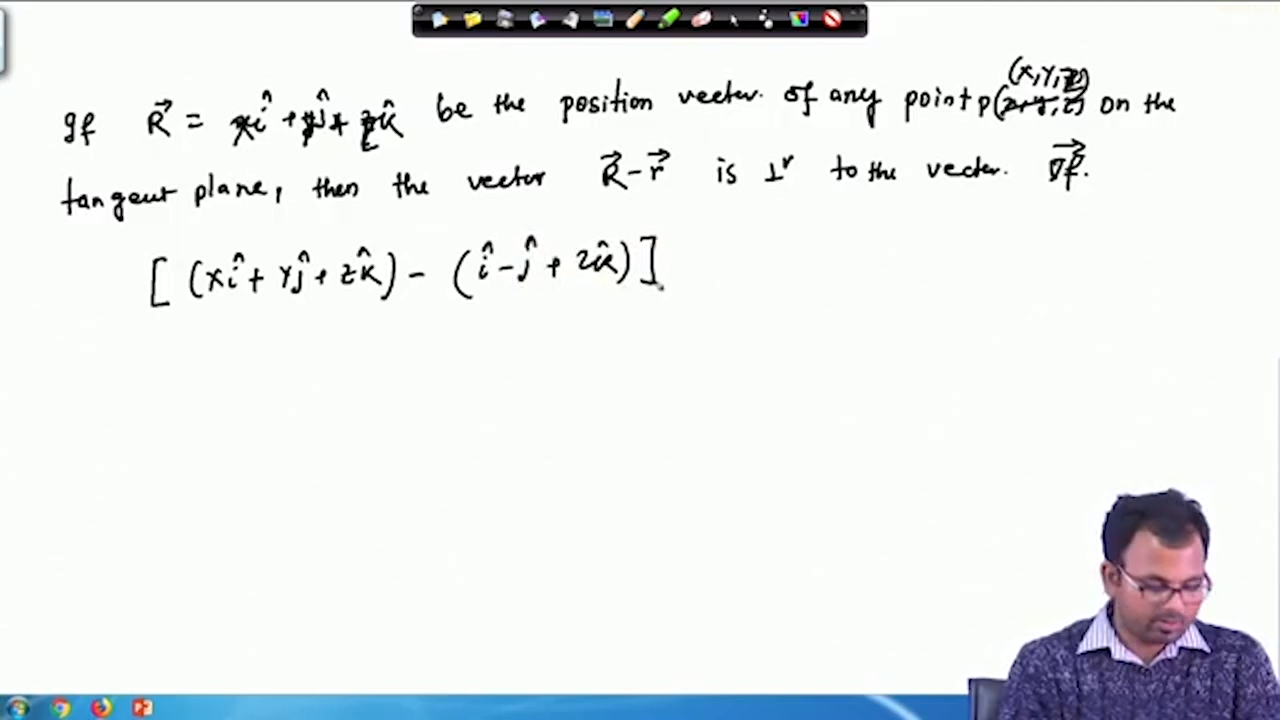 If R⃗ = Xî + Yĵ + Zk̂ be the position vector. of any point P(X,Y,Z) on the
tangent plane, then the vector R⃗-r⃗ is ⊥ʳ to the vector. ∇⃗f.
[ (Xî + Yĵ + Zk̂) - (î - ĵ + 2k̂) ]